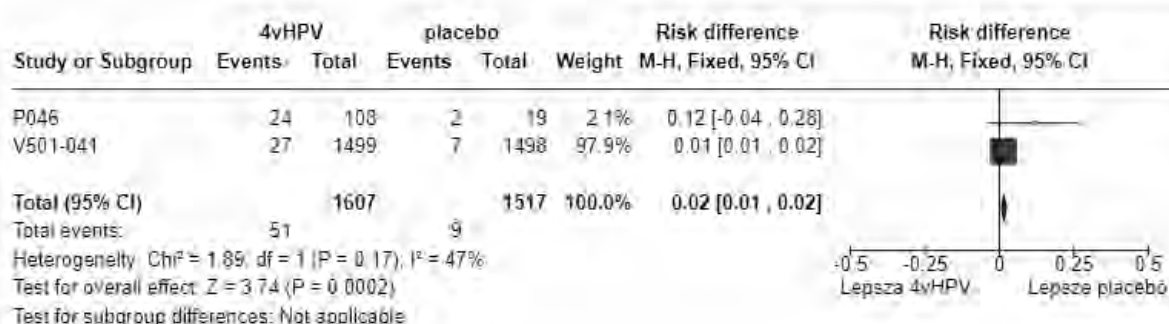 4vHPV placebo Risk difference Risk difference
Study or Subgroup Events Total Events Total Weight M-H, Fixed, 95% CI M-H, Fixed, 95% CI
P046 24 108 2 19 2.1% 0.12 [-0.04 , 0.28]
V501-041 27 1499 7 1498 97.9% 0.01 [0.01 , 0.02]
Total (95% CI) 1607 1517 100.0% 0.02 [0.01 , 0.02]
Total events: 51 9
Heterogeneity: Chi² = 1.89, df = 1 (P = 0.17); I² = 47%
Test for overall effect: Z = 3.74 (P = 0.0002)
Test for subgroup differences: Not applicable
-0.5 -0.25 0 0.25 0.5
Lepsza 4vHPV Lepsze placebo